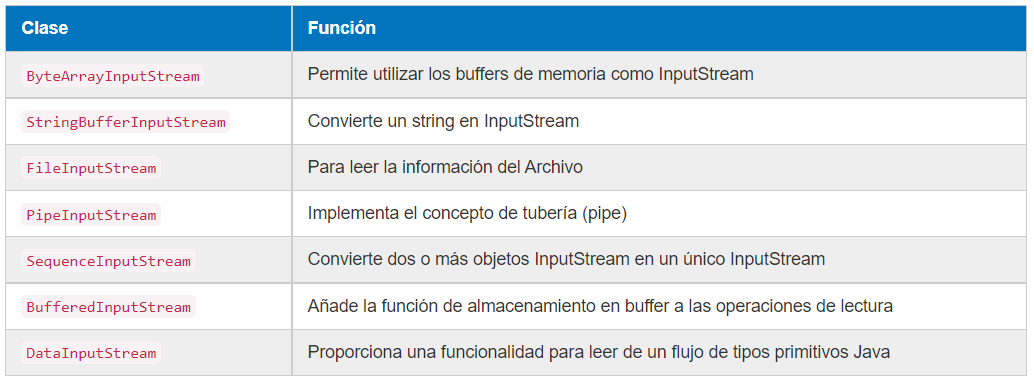 Clase Función
ByteArrayInputStream Permite utilizar los buffers de memoria como InputStream
StringBufferInputStream Convierte un string en InputStream
FileInputStream Para leer la información del Archivo
PipeInputStream Implementa el concepto de tubería (pipe)
SequenceInputStream Convierte dos o más objetos InputStream en un único InputStream
BufferedInputStream Añade la función de almacenamiento en buffer a las operaciones de lectura
DataInputStream Proporciona una funcionalidad para leer de un flujo de tipos primitivos Java